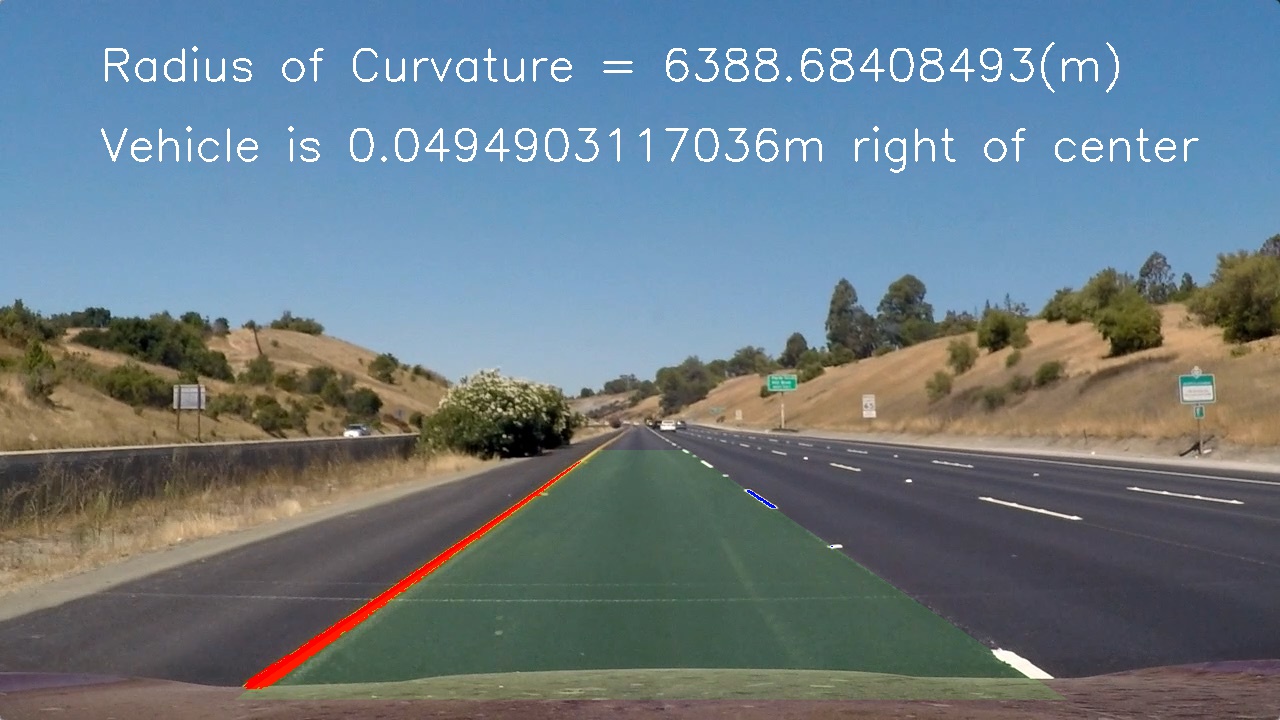 Radius of Curvature = 6388.68408493(m)
Vehicle is 0.0494903117036m right of center